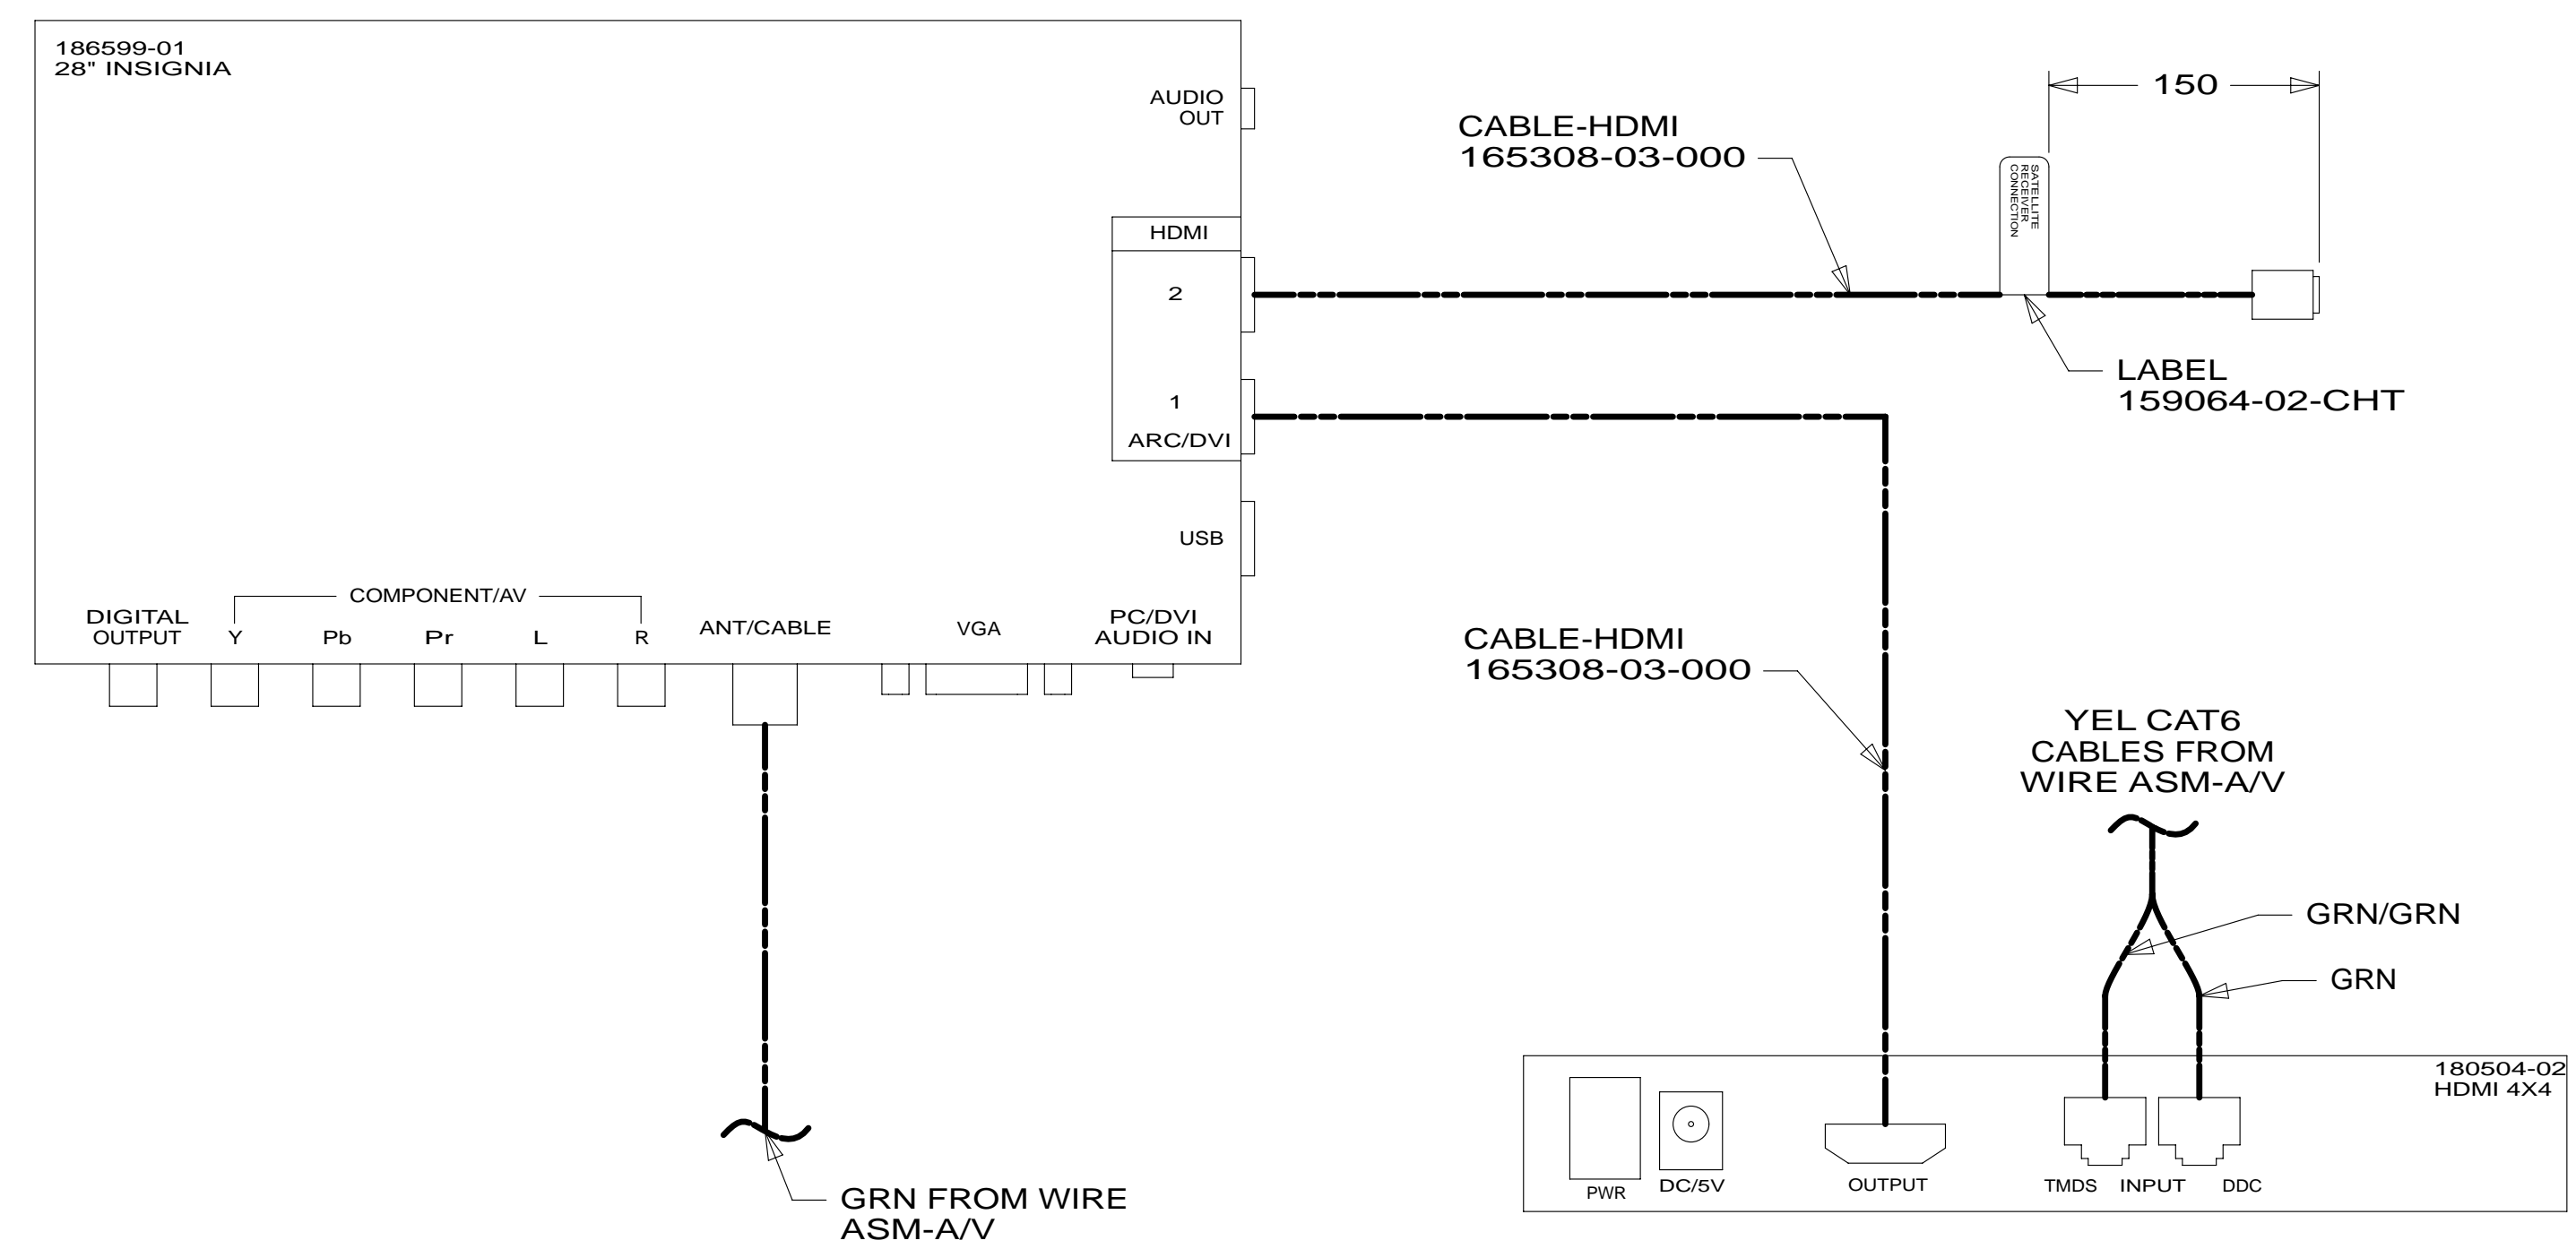 186599-01
28" INSIGNIA
AUDIO
OUT
HDMI
2
1
ARC/DVI
USB
COMPONENT/AV
DIGITAL
OUTPUT
Y
Pb
Pr
L
R
ANT/CABLE
VGA
PC/DVI
AUDIO IN
150
CABLE-HDMI
165308-03-000
SATELLITE
RECEIVER
CONNECTION
LABEL
159064-02-CHT
CABLE-HDMI
165308-03-000
YEL CAT6
CABLES FROM
WIRE ASM-A/V
GRN/GRN
GRN
180504-02
HDMI 4X4
PWR
DC/5V
OUTPUT
TMDS
INPUT
DDC
GRN FROM WIRE
ASM-A/V